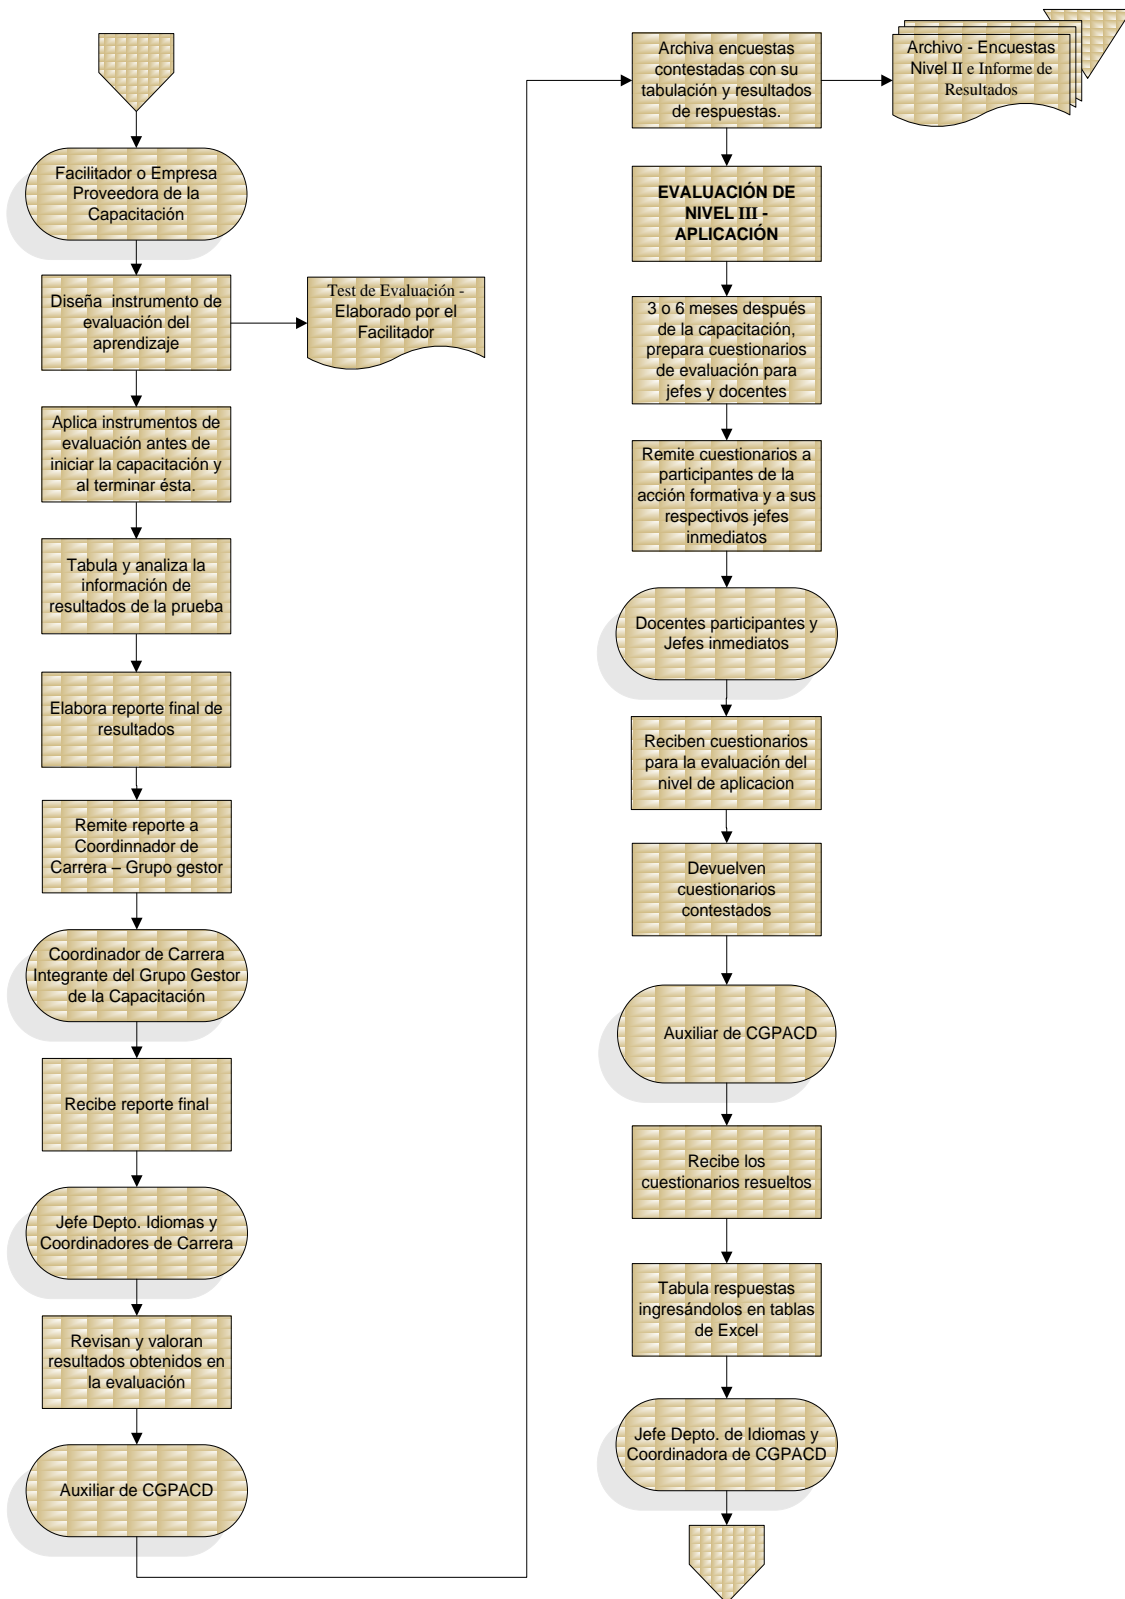 Facilitador o Empresa
Proveedora de la
Capacitación
Diseña instrumento de
evaluación del
aprendizaje
Test de Evaluación -
Elaborado por el
Facilitador
Aplica instrumentos de
evaluación antes de
iniciar la capacitación y
al terminar ésta.
Tabula y analiza la
información de
resultados de la prueba
Elabora reporte final de
resultados
Remite reporte a
Coordinnador de
Carrera – Grupo gestor
Coordinador de Carrera
Integrante del Grupo Gestor
de la Capacitación
Recibe reporte final
Jefe Depto. Idiomas y
Coordinadores de Carrera
Revisan y valoran
resultados obtenidos en
la evaluación
Auxiliar de CGPACD
Archiva encuestas
contestadas con su
tabulación y resultados
de respuestas.
Archivo - Encuestas
Nivel II e Informe de
Resultados
EVALUACIÓN DE
NIVEL III -
APLICACIÓN
3 o 6 meses después
de la capacitación,
prepara cuestionarios
de evaluación para
jefes y docentes
Remite cuestionarios a
participantes de la
acción formativa y a sus
respectivos jefes
inmediatos
Docentes participantes y
Jefes inmediatos
Reciben cuestionarios
para la evaluación del
nivel de aplicacion
Devuelven
cuestionarios
contestados
Auxiliar de CGPACD
Recibe los
cuestionarios resueltos
Tabula respuestas
ingresándolos en tablas
de Excel
Jefe Depto. de Idiomas y
Coordinadora de CGPACD